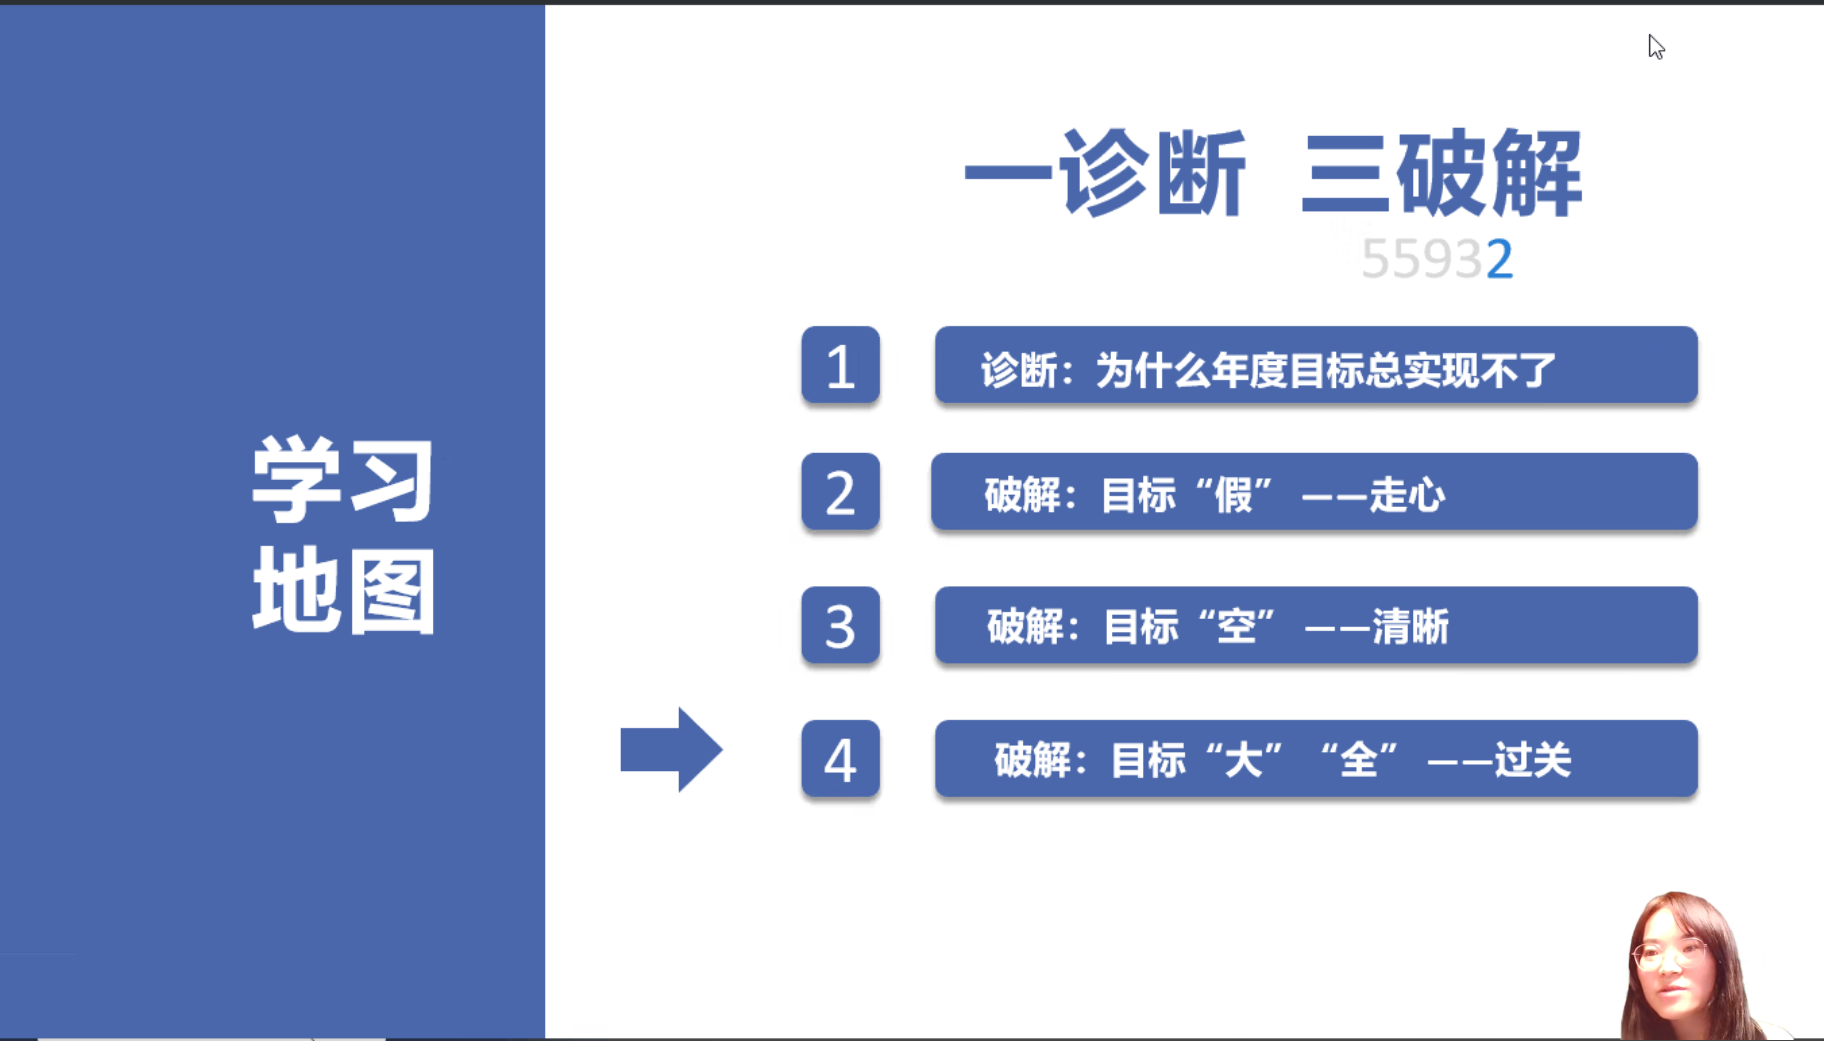 学习
地图
一诊断 三破解
55932
1 诊断：为什么年度目标总实现不了
2 破解：目标“假” ——走心
3 破解：目标“空” ——清晰
4 破解：目标“大” “全” ——过关